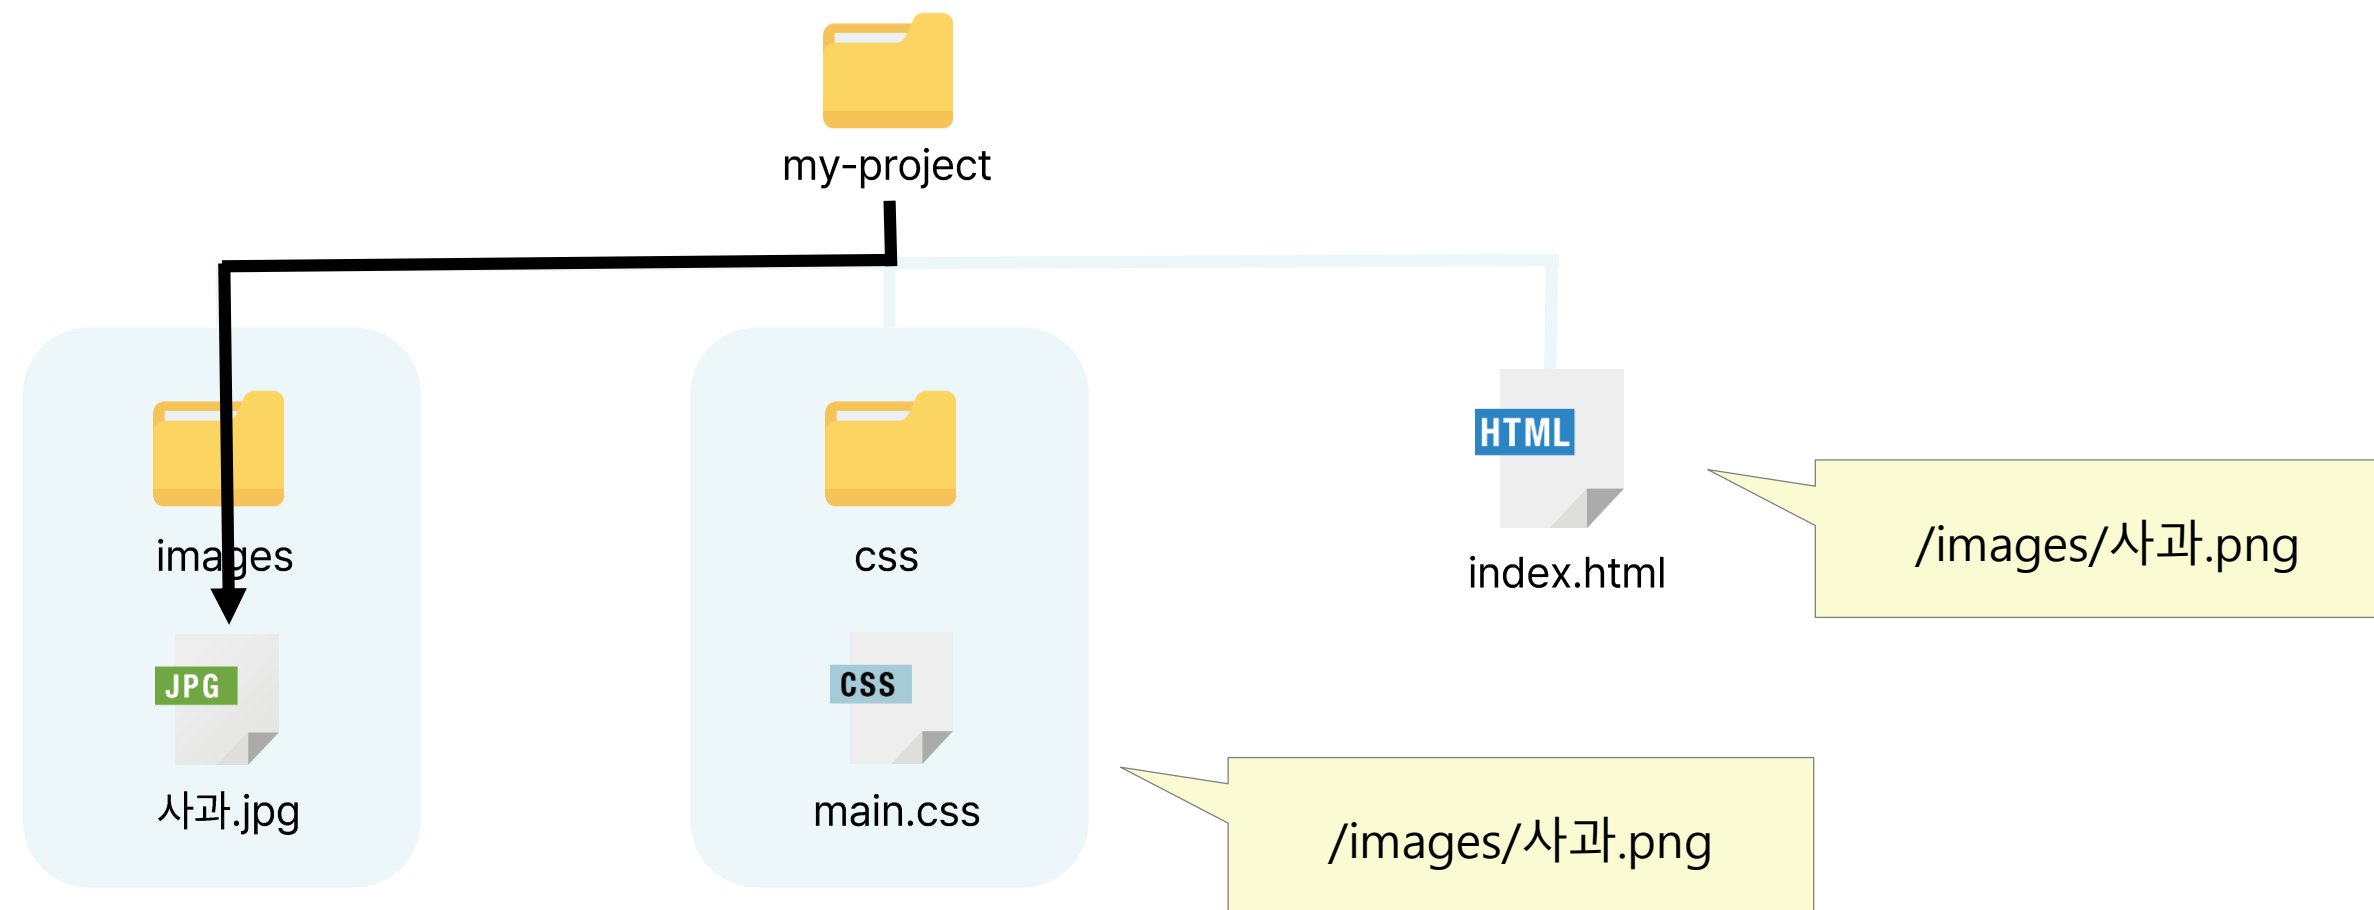 my-project
images
css
HTML
index.html
/images/사과.png
JPG
CSS
사과.jpg
main.css
/images/사과.png